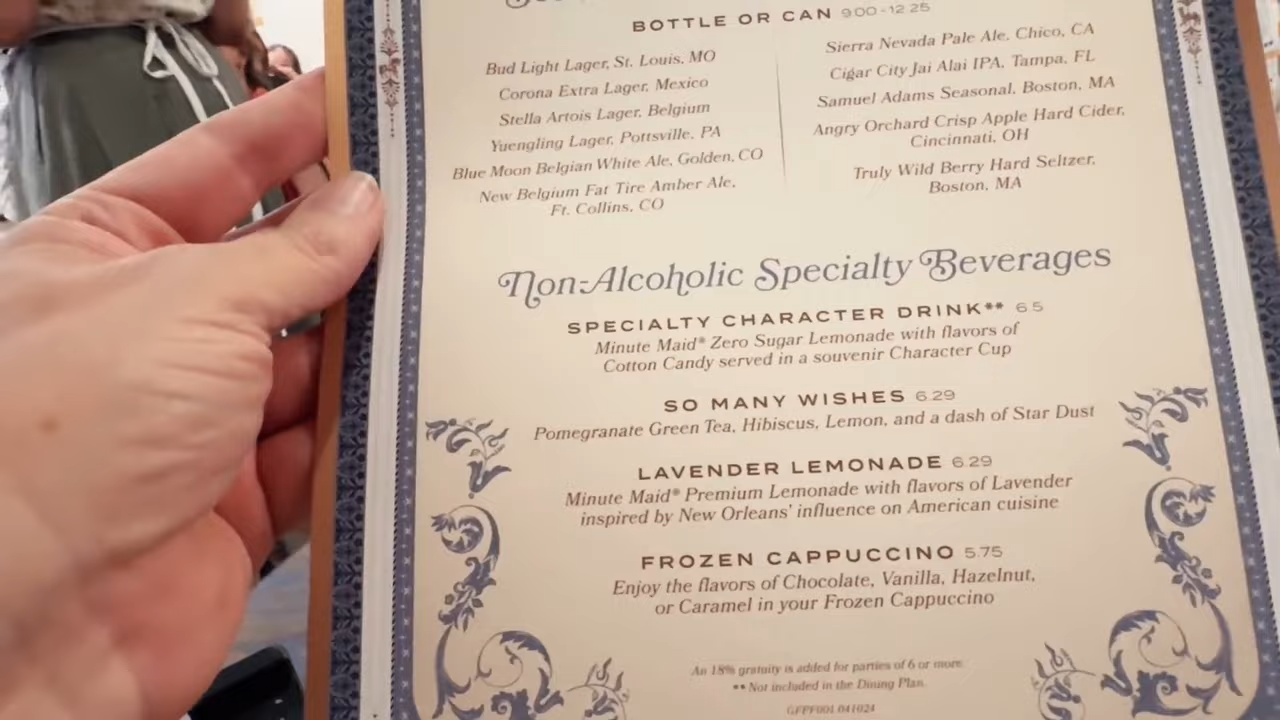 BOTTLE OR CAN 9.00-12.25
Bud Light Lager, St. Louis, MO
Corona Extra Lager, Mexico
Stella Artois Lager, Belgium
Yuengling Lager, Pottsville, PA
Blue Moon Belgian White Ale, Golden, CO
New Belgium Fat Tire Amber Ale,
Ft. Collins, CO
Sierra Nevada Pale Ale, Chico, CA
Cigar City Jai Alai IPA, Tampa, FL
Samuel Adams Seasonal, Boston, MA
Angry Orchard Crisp Apple Hard Cider,
Cincinnati, OH
Truly Wild Berry Hard Seltzer,
Boston, MA
Non-Alcoholic Specialty Beverages
SPECIALTY CHARACTER DRINK** 6.5
Minute Maid® Zero Sugar Lemonade with flavors of
Cotton Candy served in a souvenir Character Cup
SO MANY WISHES 6.29
Pomegranate Green Tea, Hibiscus, Lemon, and a dash of Star Dust
LAVENDER LEMONADE 6.29
Minute Maid® Premium Lemonade with flavors of Lavender
inspired by New Orleans' influence on American cuisine
FROZEN CAPPUCCINO 5.75
Enjoy the flavors of Chocolate, Vanilla, Hazelnut,
or Caramel in your Frozen Cappuccino
An 18% gratuity is added for parties of 6 or more.
** Not included in the Dining Plan.
GFPF001 041024